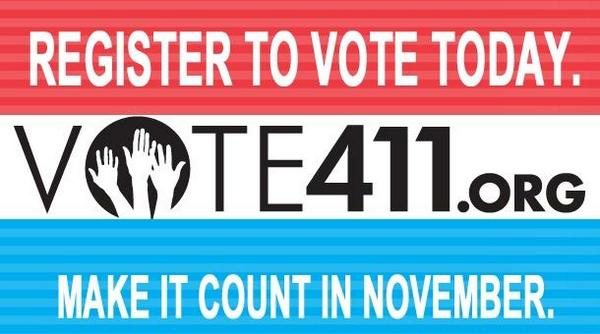 REGISTER TO VOTE TODAY.
VOTE411.ORG
MAKE IT COUNT IN NOVEMBER.